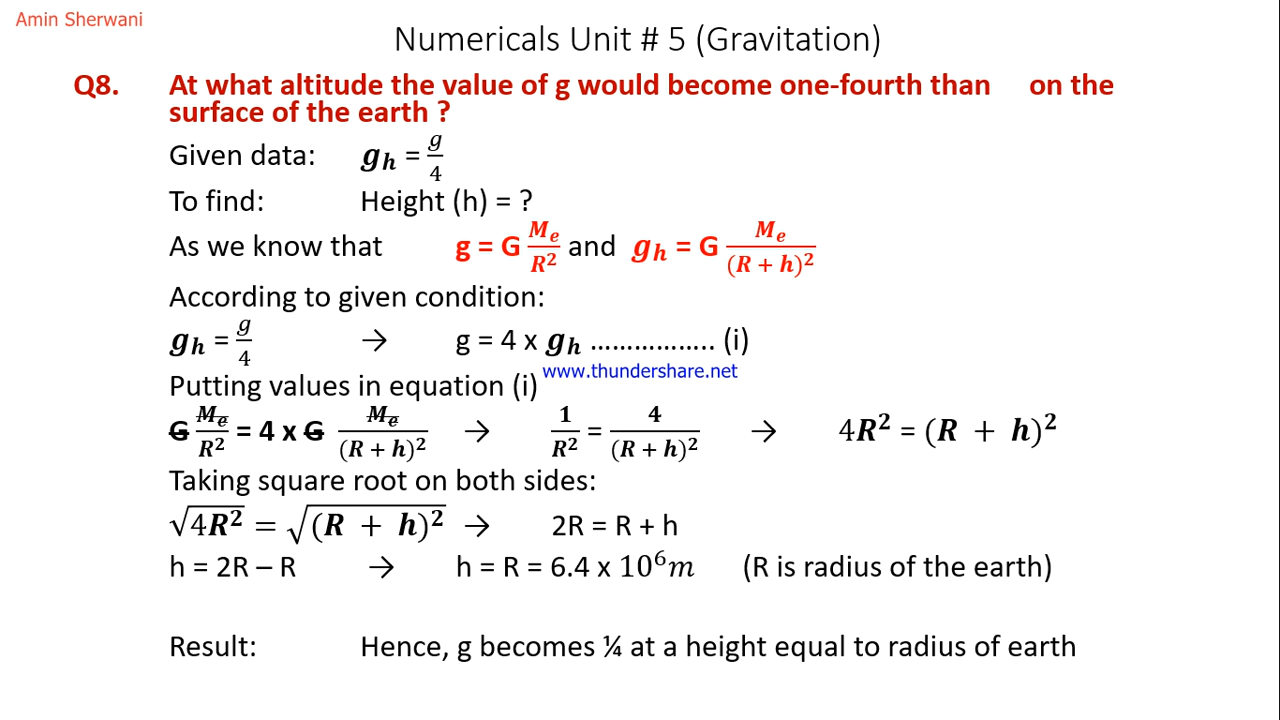 Amin Sherwani
Numericals Unit # 5 (Gravitation)
Q8. At what altitude the value of g would become one-fourth than on the
surface of the earth ?
Given data: gₕ = g/4
To find: Height (h) = ?
As we know that g = G Mₑ/R² and gₕ = G Mₑ/(R + h)²
According to given condition:
gₕ = g/4 → g = 4 x gₕ ................. (i)
www.thundershare.net
Putting values in equation (i)
G Mₑ/R² = 4 x G Mₑ/(R + h)² → 1/R² = 4/(R + h)² → 4R² = (R + h)²
Taking square root on both sides:
√4R² = √(R + h)² → 2R = R + h
h = 2R – R → h = R = 6.4 x 10⁶m (R is radius of the earth)
Result: Hence, g becomes ¼ at a height equal to radius of earth